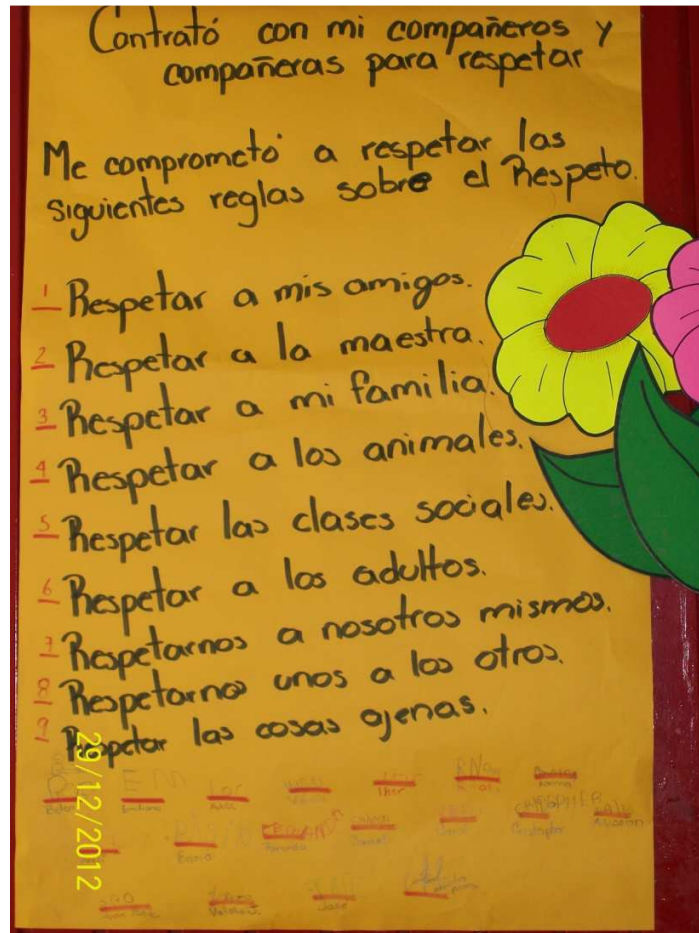 Contrató con mi compañeros y
compañeras para respetar
Me comprometó a respetar las
siguientes reglas sobre el Respeto.
1 Respetar a mis amigos.
2 Respetar a la maestra.
3 Respetar a mi familia.
4 Respetar a los animales.
5 Respetar las clases sociales.
6 Respetar a los adultos.
7 Respetarnos a nosotros mismos.
8 Respetarnos unos a los otros.
9 Respetar las cosas ajenas.
29/12/2012